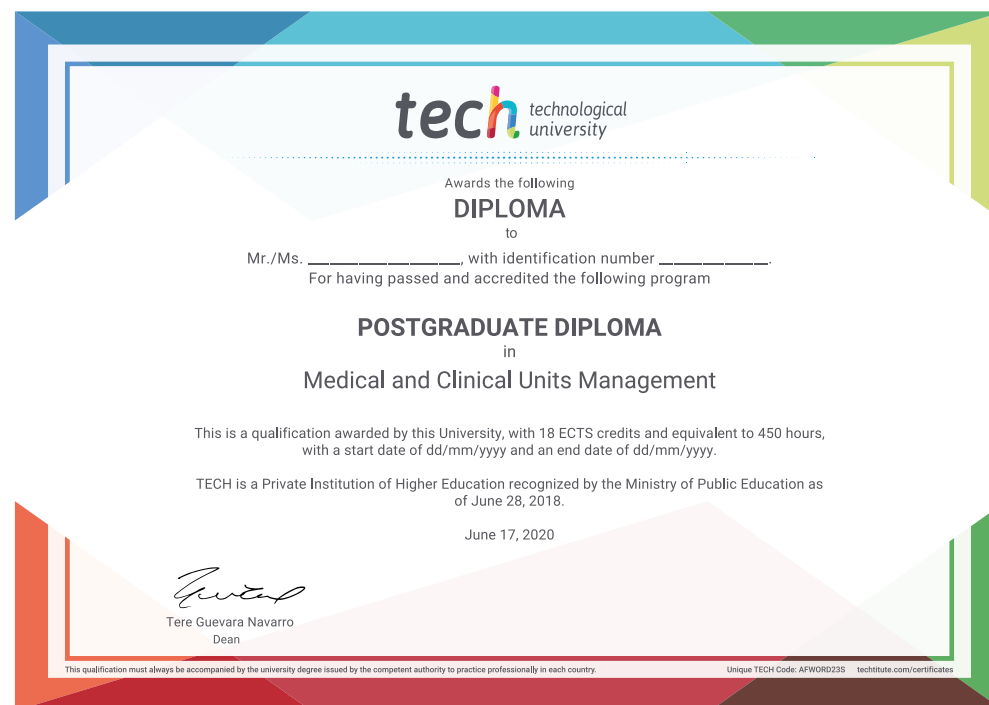 tech technological
university
Awards the following
DIPLOMA
to
Mr./Ms. ____________________, with identification number ______________.
For having passed and accredited the following program
POSTGRADUATE DIPLOMA
in
Medical and Clinical Units Management
This is a qualification awarded by this University, with 18 ECTS credits and equivalent to 450 hours,
with a start date of dd/mm/yyyy and an end date of dd/mm/yyyy.
TECH is a Private Institution of Higher Education recognized by the Ministry of Public Education as
of June 28, 2018.
June 17, 2020
Tere Guevara Navarro
Dean
This qualification must always be accompanied by the university degree issued by the competent authority to practice professionally in each country.
Unique TECH Code: AFWORD23S techtitute.com/certificates